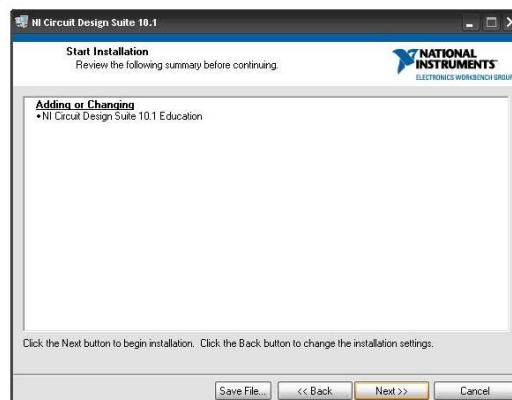 NI Circuit Design Suite 10.1
Start Installation
Review the following summary before continuing.
NATIONAL
INSTRUMENTS
ELECTRONICS WORKBENCH GROUP
Adding or Changing
•NI Circuit Design Suite 10.1 Education
Click the Next button to begin installation. Click the Back button to change the installation settings.
Save File... << Back Next >> Cancel